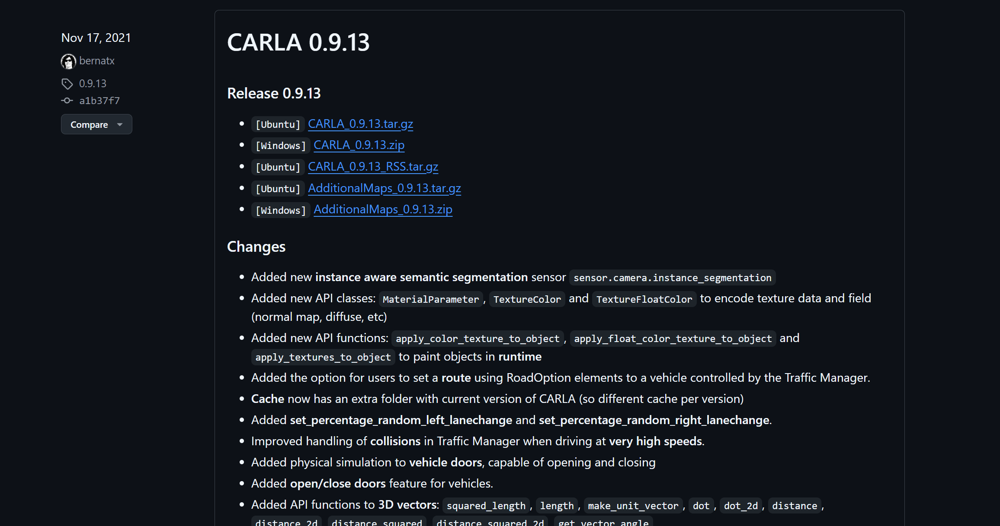 Nov 17, 2021
bernatx
0.9.13
a1b37f7
Compare
CARLA 0.9.13
Release 0.9.13
[Ubuntu] CARLA_0.9.13.tar.gz
[Windows] CARLA_0.9.13.zip
[Ubuntu] CARLA_0.9.13_RSS.tar.gz
[Ubuntu] AdditionalMaps_0.9.13.tar.gz
[Windows] AdditionalMaps_0.9.13.zip
Changes
Added new instance aware semantic segmentation sensor sensor.camera.instance_segmentation
Added new API classes: MaterialParameter, TextureColor and TextureFloatColor to encode texture data and field
(normal map, diffuse, etc)
Added new API functions: apply_color_texture_to_object, apply_float_color_texture_to_object and
apply_textures_to_object to paint objects in runtime
Added the option for users to set a route using RoadOption elements to a vehicle controlled by the Traffic Manager.
Cache now has an extra folder with current version of CARLA (so different cache per version)
Added set_percentage_random_left_lanechange and set_percentage_random_right_lanechange.
Improved handling of collisions in Traffic Manager when driving at very high speeds.
Added physical simulation to vehicle doors, capable of opening and closing
Added open/close doors feature for vehicles.
Added API functions to 3D vectors: squared_length, length, make_unit_vector, dot, dot_2d, distance,
distance_2d distance_squared distance_squared_2d get_vector_angle